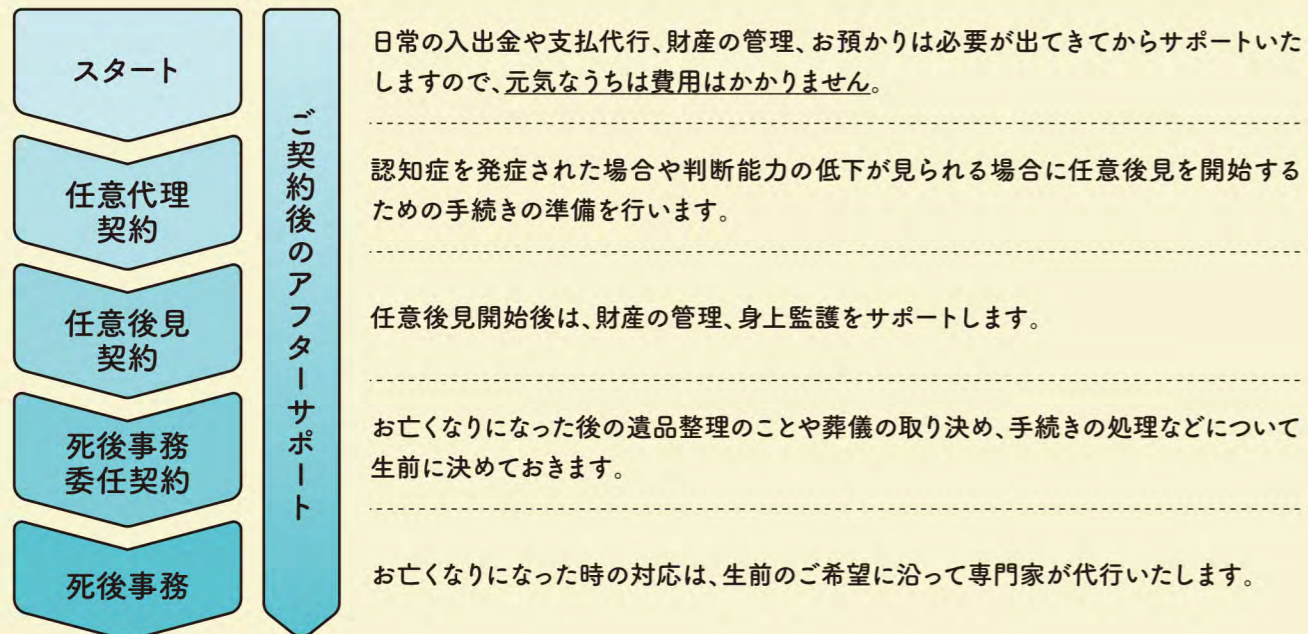 スタート
日常の入出金や支払代行、財産の管理、お預かりは必要が出てきてからサポートいた
しますので、元気なうちは費用はかかりません。
任意代理
契約
認知症を発症された場合や判断能力の低下が見られる場合に任意後見を開始する
ための手続きの準備を行います。
任意後見
契約
任意後見開始後は、財産の管理、身上監護をサポートします。
死後事務
委任契約
お亡くなりになった後の遺品整理のことや葬儀の取り決め、手続きの処理などについて
生前に決めておきます。
死後事務
お亡くなりになった時の対応は、生前のご希望に沿って専門家が代行いたします。
ご契約後のアフターサポート